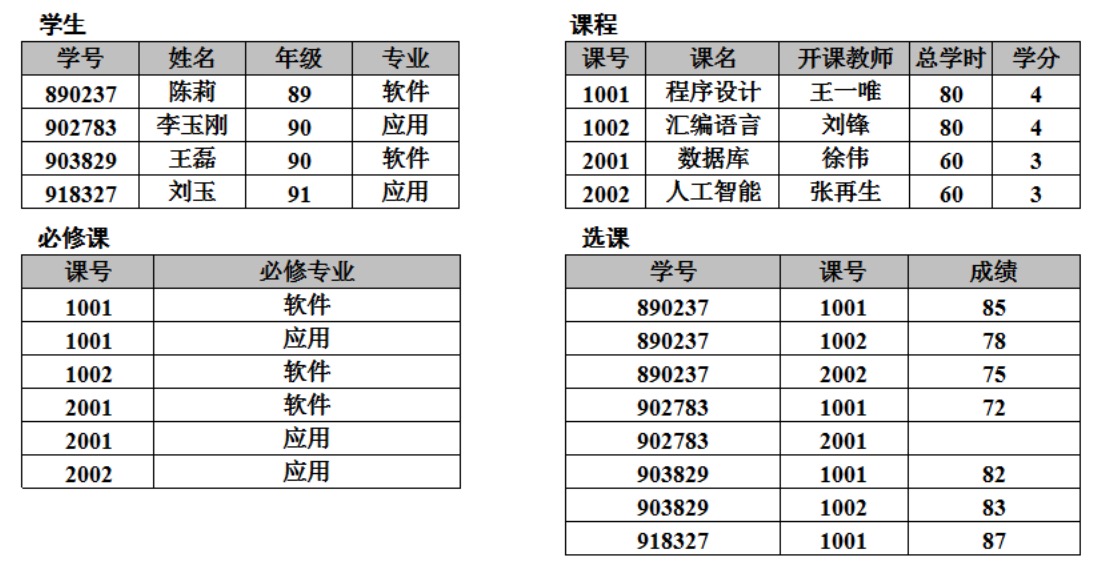 学生
学号 姓名 年级 专业
890237 陈莉 89 软件
902783 李玉刚 90 应用
903829 王磊 90 软件
918327 刘玉 91 应用
课程
课号 课名 开课教师 总学时 学分
1001 程序设计 王一唯 80 4
1002 汇编语言 刘锋 80 4
2001 数据库 徐伟 60 3
2002 人工智能 张再生 60 3
必修课
课号 必修专业
1001 软件
1001 应用
1002 软件
2001 软件
2001 应用
2002 应用
选课
学号 课号 成绩
890237 1001 85
890237 1002 78
890237 2002 75
902783 1001 72
902783 2001
903829 1001 82
903829 1002 83
918327 1001 87